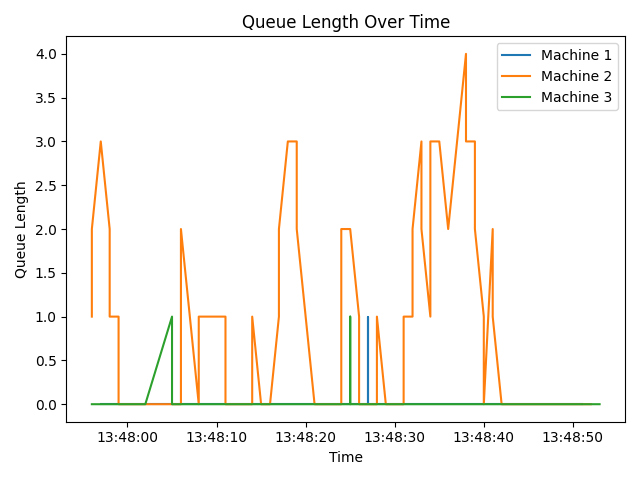 Queue Length Over Time
Machine 1
Machine 2
Machine 3
Queue Length
4.0
3.5
3.0
2.5
2.0
1.5
1.0
0.5
0.0
13:48:00 13:48:10 13:48:20 13:48:30 13:48:40 13:48:50
Time